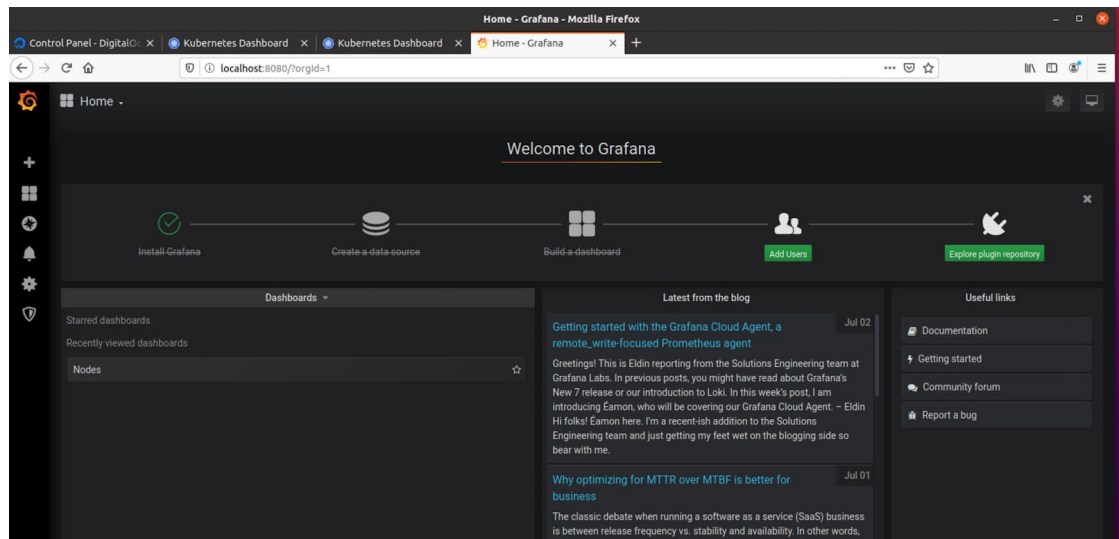 Home - Grafana - Mozilla Firefox
Control Panel - DigitalOc
Kubernetes Dashboard
Kubernetes Dashboard
Home - Grafana
localhost:8080/?orgId=1
Home
Welcome to Grafana
Install Grafana
Create a data source
Build a dashboard
Add Users
Explore plugin repository
Dashboards
Starred dashboards
Recently viewed dashboards
Nodes
Latest from the blog
Getting started with the Grafana Cloud Agent, a
remote_write-focused Prometheus agent
Jul 02
Greetings! This is Eldin reporting from the Solutions Engineering team at
Grafana Labs. In previous posts, you might have read about Grafana's
New 7 release or our introduction to Loki. In this week's post, I am
introducing Éamon, who will be covering our Grafana Cloud Agent. – Eldin
Hi folks! Éamon here. I'm a recent-ish addition to the Solutions
Engineering team and just getting my feet wet on the blogging side so
bear with me.
Why optimizing for MTTR over MTBF is better for
business
Jul 01
The classic debate when running a software as a service (SaaS) business
is between release frequency vs. stability and availability. In other words,
Useful links
Documentation
Getting started
Community forum
Report a bug